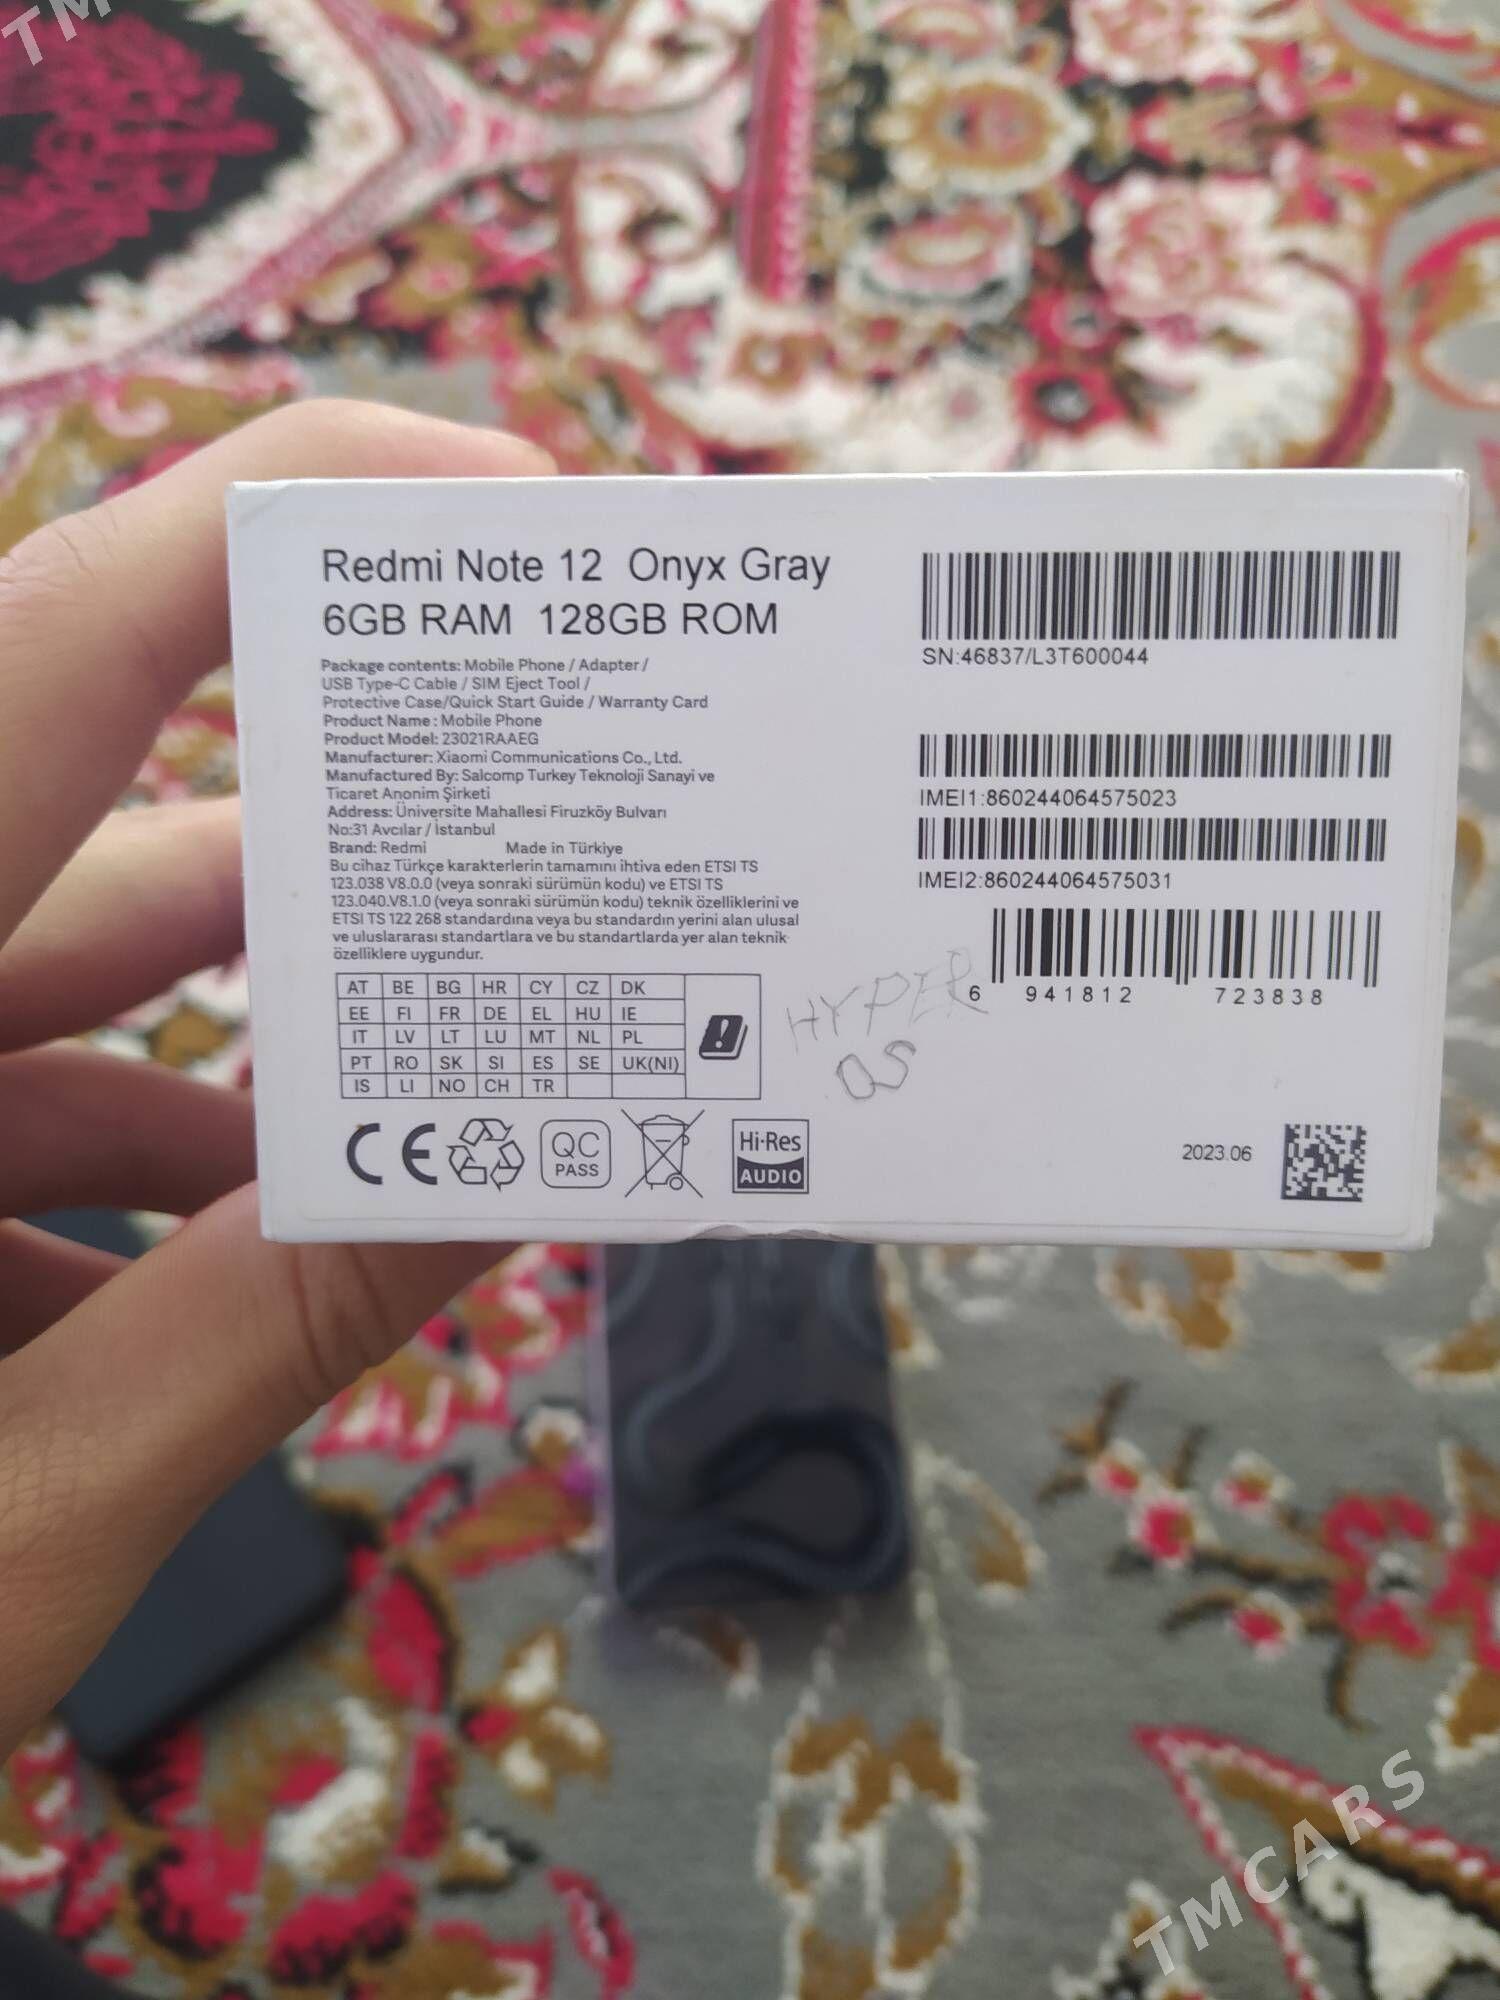 TM
Redmi Note 12 Onyx Gray
6GB RAM 128GB ROM
Package contents: Mobile Phone / Adapter /
USB Type-C Cable / SIM Eject Tool /
Protective Case/Quick Start Guide / Warranty Card
Product Name : Mobile Phone
Product Model: 23021RAAEG
Manufacturer: Xiaomi Communications Co., Ltd.
Manufactured By: Salcomp Turkey Teknoloji Sanayi ve
Ticaret Anonim Şirketi
Address: Üniversite Mahallesi Firuzköy Bulvarı
No:31 Avcılar / İstanbul
Brand: Redmi Made in Türkiye
Bu cihaz Türkçe karakterlerin tamamını ihtiva eden ETSI TS
123.038 V8.0.0 (veya sonraki sürümün kodu) ve ETSI TS
123.040.V8.1.0 (veya sonraki sürümün kodu) teknik özelliklerini ve
ETSI TS 122 268 standardına veya bu standardın yerini alan ulusal
ve uluslararası standartlara ve bu standartlarda yer alan teknik
özelliklere uygundur.
AT BE BG HR CY CZ DK
EE FI FR DE EL HU IE
IT LV LT LU MT NL PL
PT RO SK SI ES SE UK(NI)
IS LI NO CH TR
CE
QC
PASS
Hi-Res
AUDIO
SN:46837/L3T600044
IMEI1:860244064575023
IMEI2:860244064575031
6 941812 723838
HYPER
OS
2023.06
TMCARS